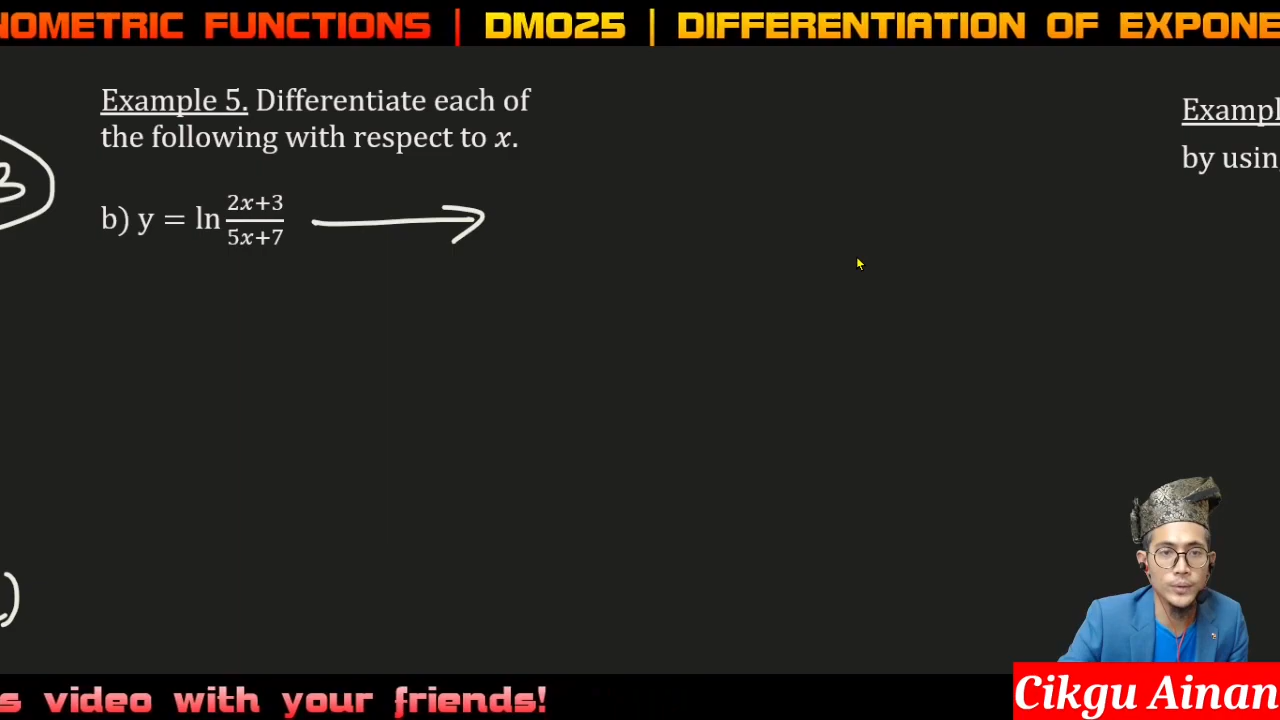 NOMETRIC FUNCTIONS | DM025 | DIFFERENTIATION OF EXPONE
Example 5. Differentiate each of
the following with respect to x.
b) y = ln (2x+3)/(5x+7)
Exampl
by usin
3
)
s video with your friends!
Cikgu Ainan